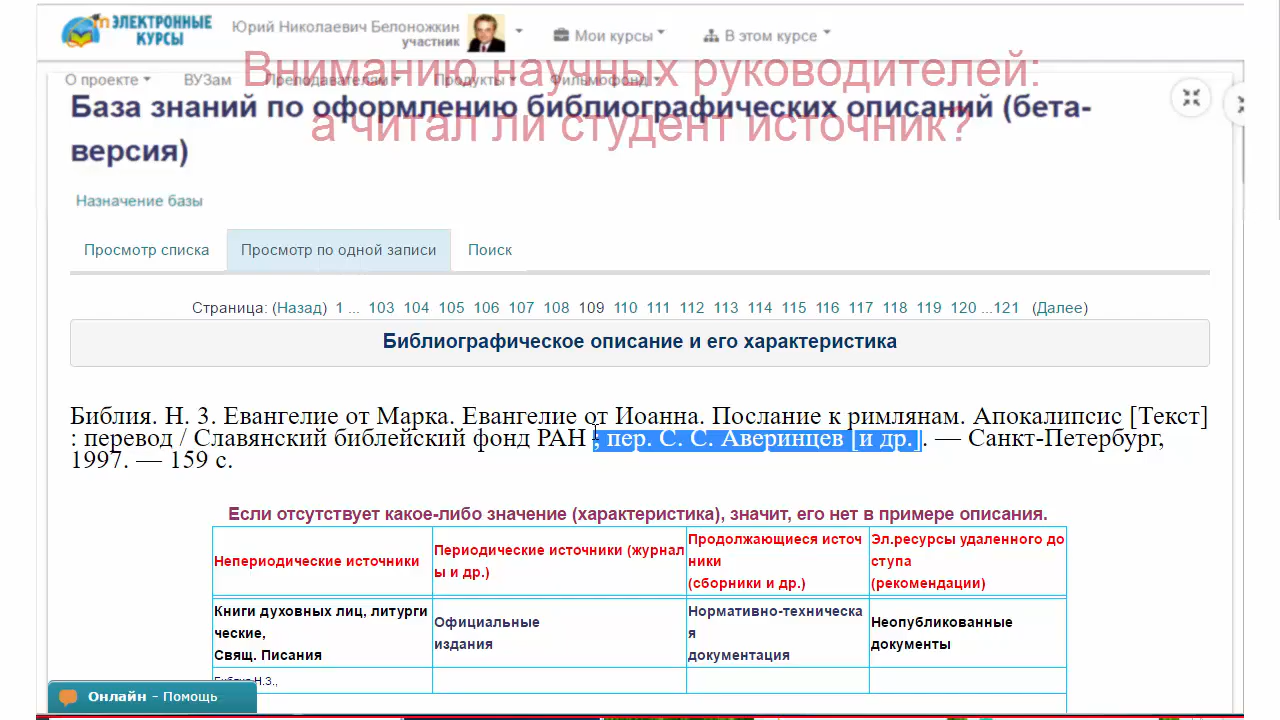 ЭЛЕКТРОННЫЕ
КУРСЫ
Юрий Николаевич Белоножкин
участник
Мои курсы
В этом курсе
Вниманию научных руководителей:
а читал ли студент источник?
О проекте
ВУЗам
Преподавателям
Продукты
Фильмофонд
База знаний по оформлению библиографических описаний (бета-
версия)
Назначение базы
Просмотр списка
Просмотр по одной записи
Поиск
Страница: (Назад) 1 ... 103 104 105 106 107 108 109 110 111 112 113 114 115 116 117 118 119 120 ...121 (Далее)
Библиографическое описание и его характеристика
Библия. Н. З. Евангелие от Марка. Евангелие от Иоанна. Послание к римлянам. Апокалипсис [Текст]
: перевод / Славянский библейский фонд РАН ; пер. С. С. Аверинцев [и др.]. — Санкт-Петербург,
1997. — 159 с.
Если отсутствует какое-либо значение (характеристика), значит, его нет в примере описания.
Непериодические источники
Периодические источники (журнал
ы и др.)
Продолжающиеся источ
ники
(сборники и др.)
Эл.ресурсы удаленного до
ступа
(рекомендации)
Книги духовных лиц, литурги
ческие,
Свящ. Писания
Официальные
издания
Нормативно-техническа
я
документация
Неопубликованные
документы
Библия Н.З.,
Онлайн – Помощь